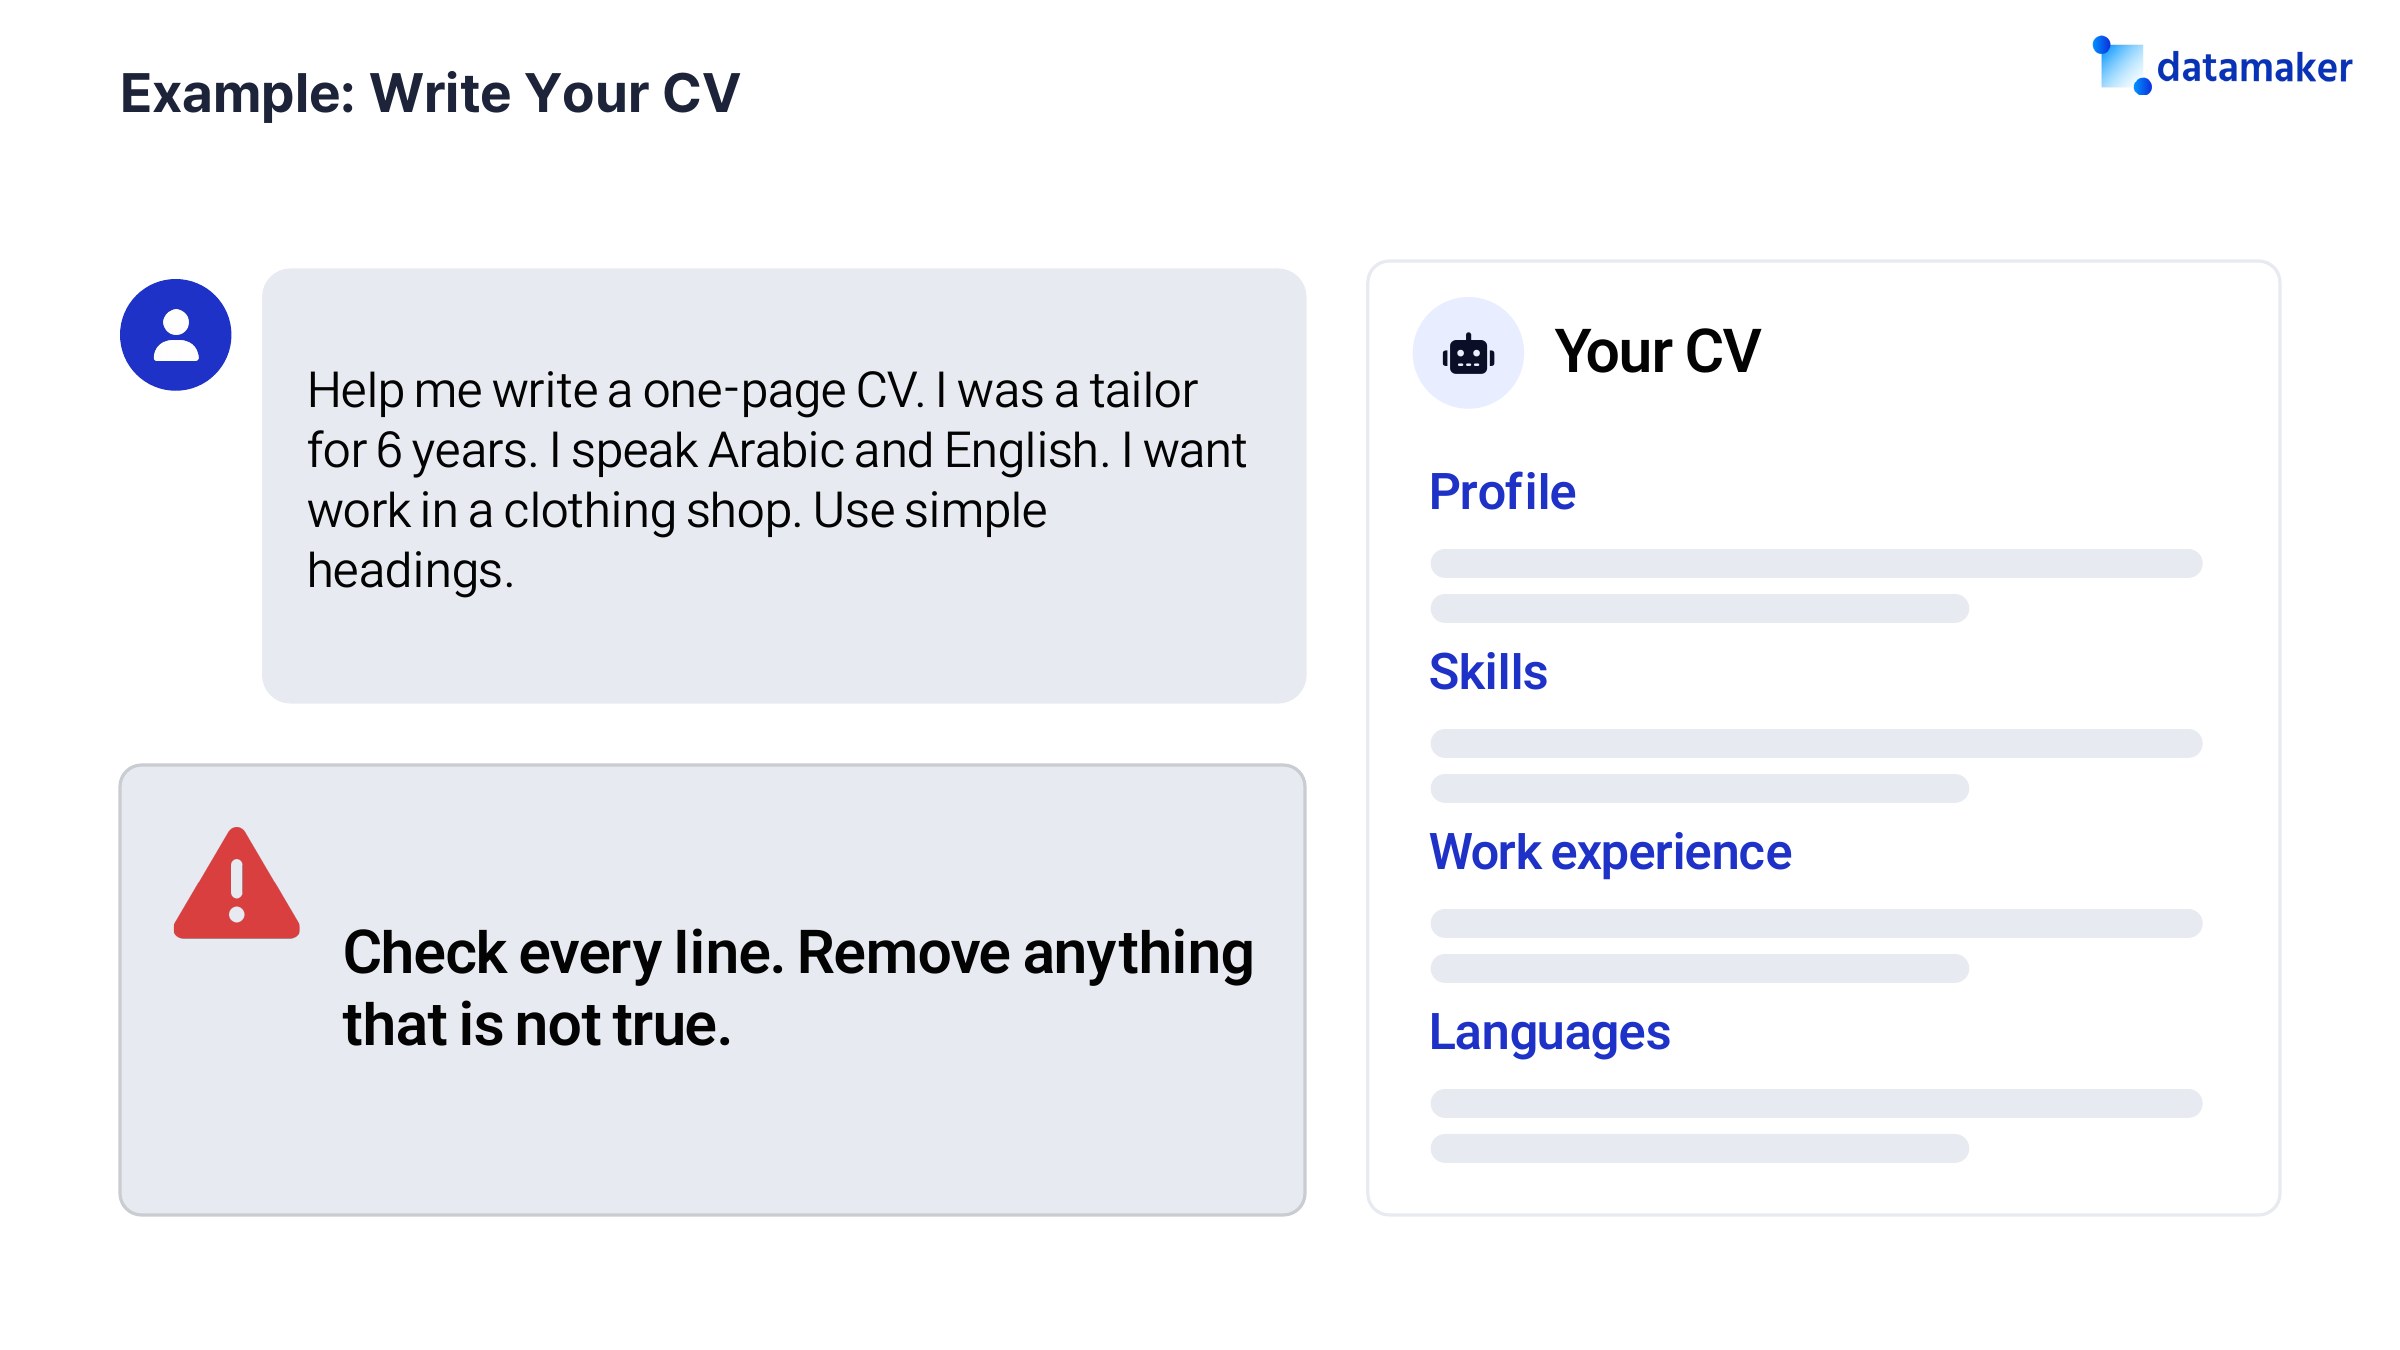 Example: Write Your CV
datamaker
Help me write a one-page CV. I was a tailor
for 6 years. I speak Arabic and English. I want
work in a clothing shop. Use simple
headings.
Check every line. Remove anything
that is not true.
Your CV
Profile
Skills
Work experience
Languages